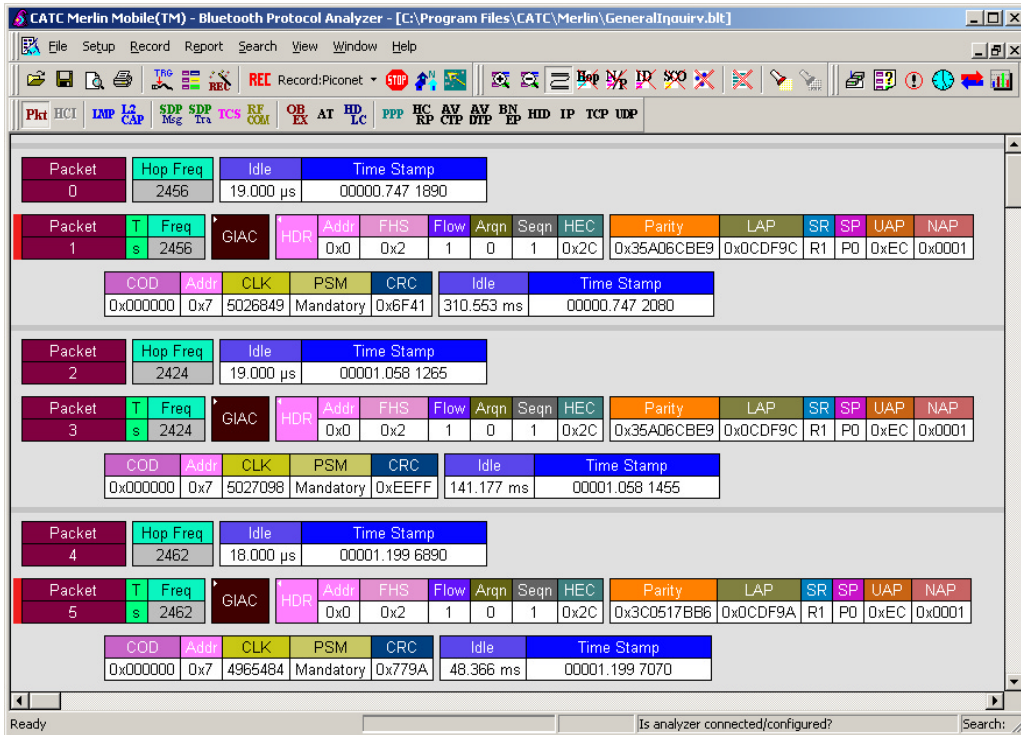 CATC Merlin Mobile(TM) - Bluetooth Protocol Analyzer - [C:\Program Files\CATC\Merlin\GeneralInquiry.blt]
File Setup Record Report Search View Window Help
TRG REC REC Record:Piconet STOP Hop N/R ID SCO
Pkt HCI LMP L2CAP SDP Msg SDP Tra TCS RFCOM OBEX AT HDLC PPP HCRP AVCTP AVDTP BNEP HID IP TCP UDP
Packet Hop Freq Idle Time Stamp
0 2456 19.000 µs 00000.747 1890
Packet T Freq GIAC HDR Addr FHS Flow Arqn Seqn HEC Parity LAP SR SP UAP NAP
1 s 2456 0x0 0x2 1 0 1 0x2C 0x35A06CBE9 0x0CDF9C R1 P0 0xEC 0x0001
COD Addr CLK PSM CRC Idle Time Stamp
0x000000 0x7 5026849 Mandatory 0x6F41 310.553 ms 00000.747 2080
Packet Hop Freq Idle Time Stamp
2 2424 19.000 µs 00001.058 1265
Packet T Freq GIAC HDR Addr FHS Flow Arqn Seqn HEC Parity LAP SR SP UAP NAP
3 s 2424 0x0 0x2 1 0 1 0x2C 0x35A06CBE9 0x0CDF9C R1 P0 0xEC 0x0001
COD Addr CLK PSM CRC Idle Time Stamp
0x000000 0x7 5027098 Mandatory 0xEEFF 141.177 ms 00001.058 1455
Packet Hop Freq Idle Time Stamp
4 2462 18.000 µs 00001.199 6890
Packet T Freq GIAC HDR Addr FHS Flow Arqn Seqn HEC Parity LAP SR SP UAP NAP
5 s 2462 0x0 0x2 1 0 1 0x2C 0x3C0517BB6 0x0CDF9A R1 P0 0xEC 0x0001
COD Addr CLK PSM CRC Idle Time Stamp
0x000000 0x7 4965484 Mandatory 0x779A 48.366 ms 00001.199 7070
Ready Is analyzer connected/configured? Search: